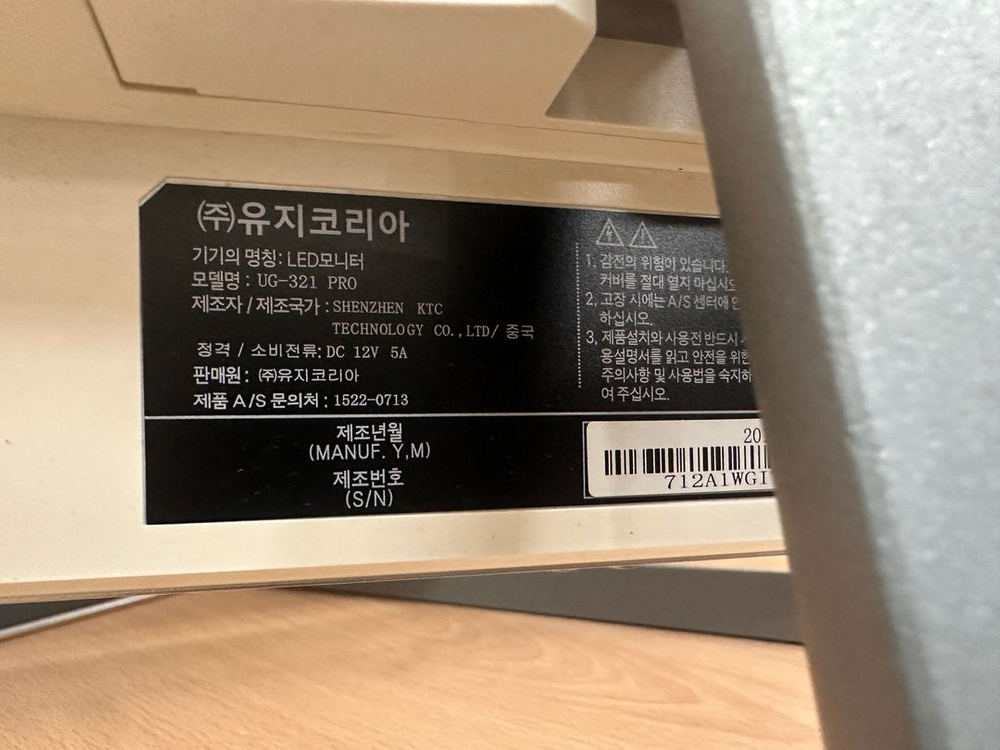 (주)유지코리아
기기의 명칭: LED모니터
모델명 : UG-321 PRO
제조자 / 제조국가 : SHENZHEN KTC
TECHNOLOGY CO.,LTD/ 중국
정격 / 소비전류: DC 12V 5A
판매원: (주)유지코리아
제품 A/S 문의처 : 1522-0713
1. 감전의 위험이 있습니다.
커버를 절대 열지 마십시오
2. 고장 시에는 A/S 센터에
하십시오.
3. 제품설치와 사용전 반드시
용설명서를 읽고 안전을 위한
주의사항 및 사용법을 숙지하
여 주십시오.
제조년월
(MANUF. Y,M)
제조번호
(S/N)
20
712A1WG